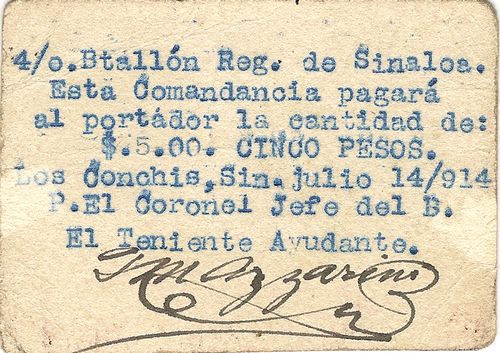 4/o.Btallón Reg. de Sinaloa.
Esta Comandancia pagará
al portádor la cantidad de:
$.5.00. CINCO PESOS.
Los Conchis,Sin.julio 14/914
P.El Coronel Jefe del B.
El Teniente Ayudante.